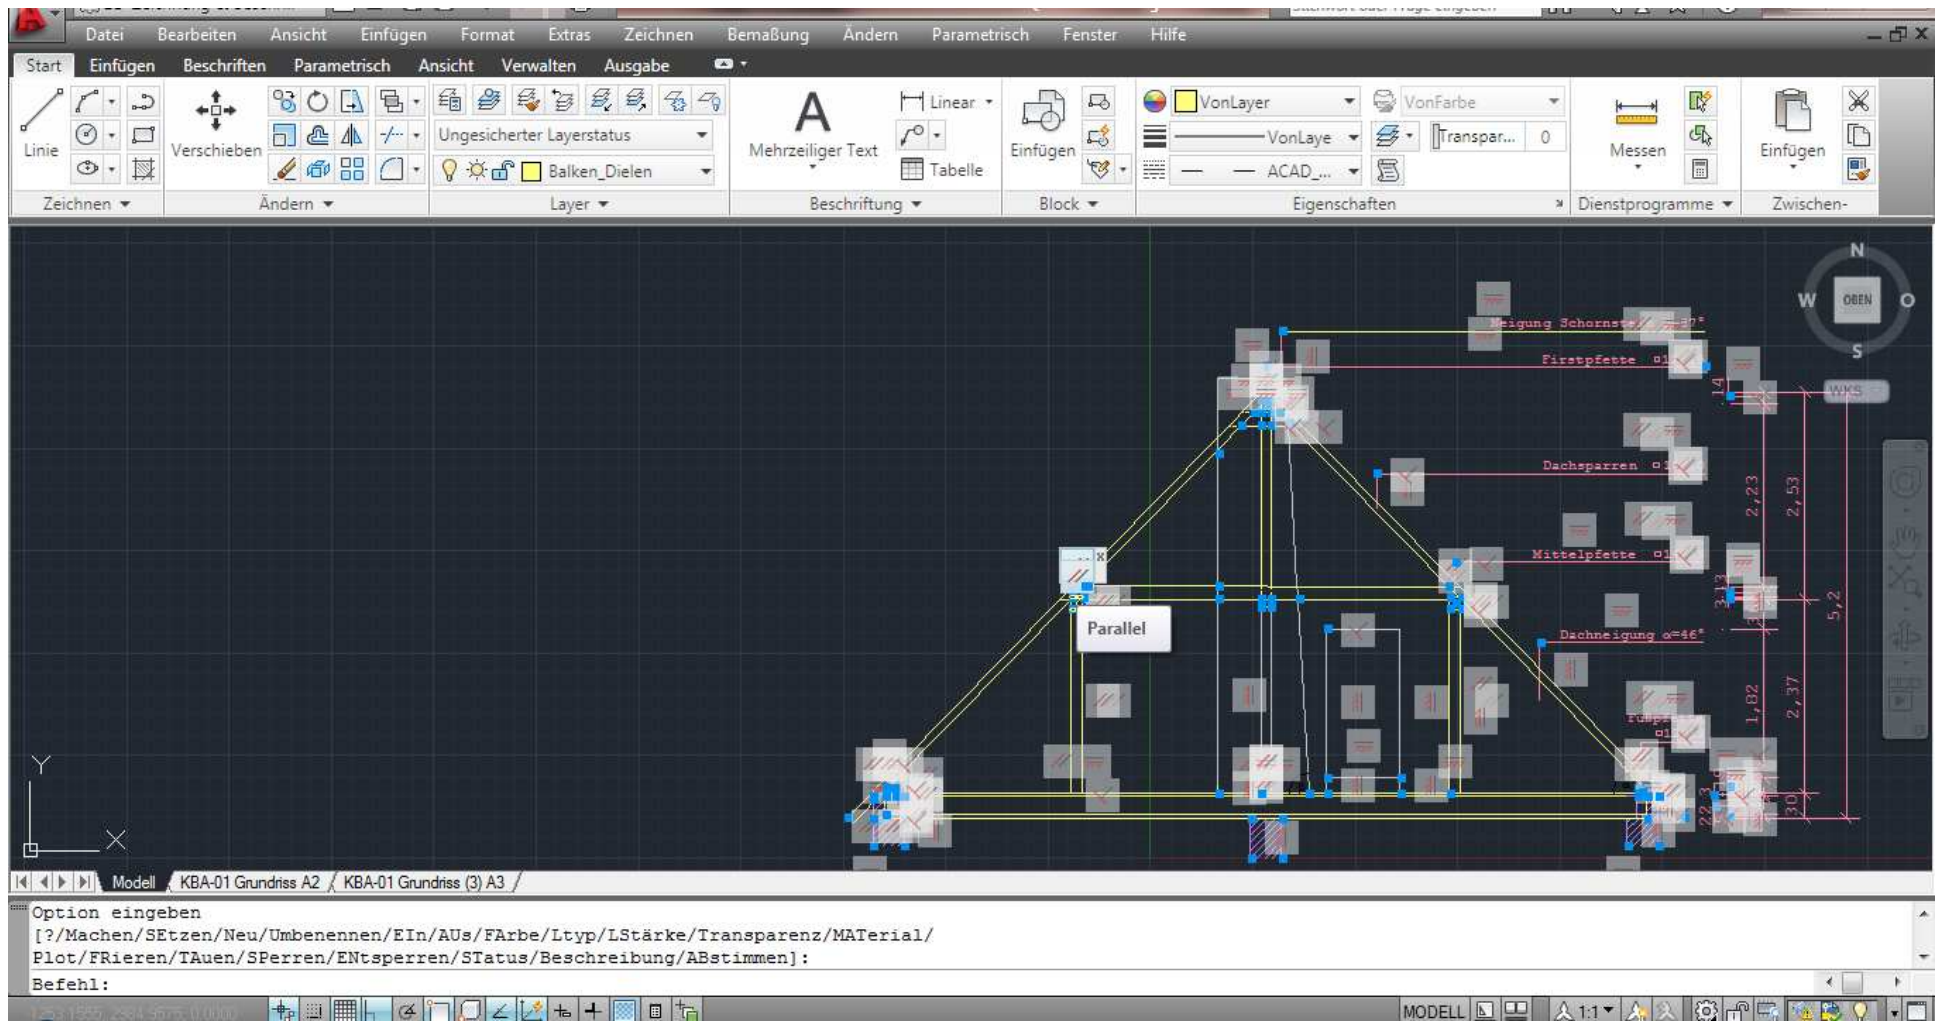 Datei Bearbeiten Ansicht Einfügen Format Extras Zeichnen Bemaßung Ändern Parametrisch Fenster Hilfe
Start Einfügen Beschriften Parametrisch Ansicht Verwalten Ausgabe
Linear VonLayer VonFarbe
Ungesicherter Layerstatus VonLaye Transpar... 0
Linie Verschieben Mehrzeiliger Text Einfügen Messen Einfügen
Balken_Dielen Tabelle ACAD_...
Zeichnen Ändern Layer Beschriftung Block Eigenschaften Dienstprogramme Zwischen-
N
W OBEN O
S
WKS
Neigung
Firstpfette
14
Dachsparren
2,23 2,53
Mittelpfette
5,2
Parallel
Dachneigung α=46°
1,82 2,37
30
Y
X
Modell KBA-01 Grundriss A2 KBA-01 Grundriss (3) A3
Option eingeben
[?/Machen/SEtzen/Neu/Umbenennen/EIn/AUs/FArbe/Ltyp/LStärke/Transparenz/MATerial/
Plot/FRieren/TAuen/SPerren/ENtsperren/STatus/Beschreibung/ABstimmen]:
Befehl:
MODELL 1:1